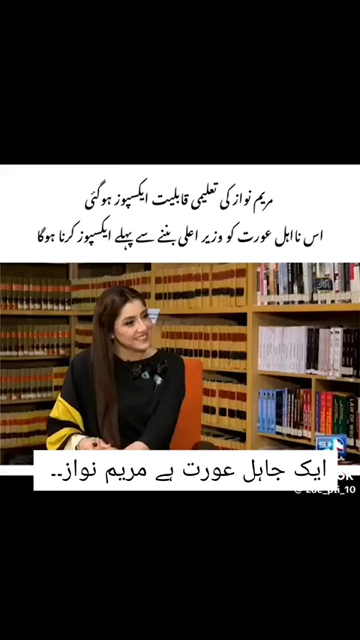 مریم نواز کی تعلیمی قابلیت ایکسپوز ہوگئی
اس نااہل عورت کو وزیر اعلی بننے سے پہلے ایکسپوز کرنا ہوگا
ایک جاہل عورت ہے مریم نواز۔۔